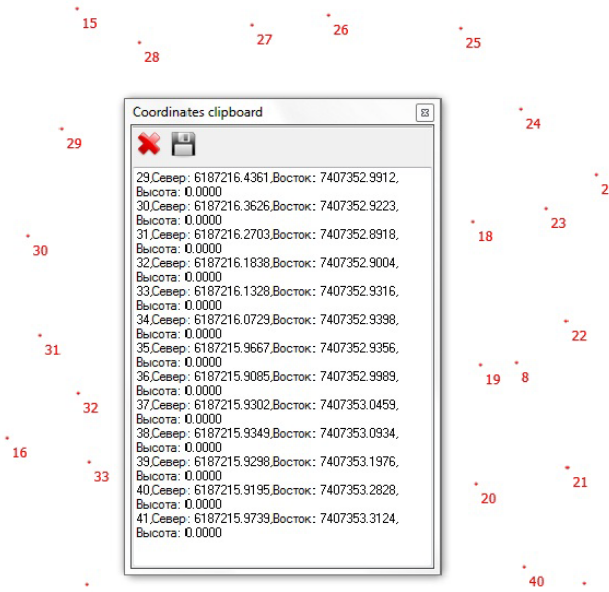 15
26
27
25
28
Coordinates clipboard
24
29
29,Север: 6187216.4361,Восток: 7407352.9912,
Высота: 0.0000
30,Север: 6187216.3626,Восток: 7407352.9223,
Высота: 0.0000
31,Север: 6187216.2703,Восток: 7407352.8918,
Высота: 0.0000
32,Север: 6187216.1838,Восток: 7407352.9004,
Высота: 0.0000
33,Север: 6187216.1328,Восток: 7407352.9316,
Высота: 0.0000
34,Север: 6187216.0729,Восток: 7407352.9398,
Высота: 0.0000
35,Север: 6187215.9667,Восток: 7407352.9356,
Высота: 0.0000
36,Север: 6187215.9085,Восток: 7407352.9989,
Высота: 0.0000
37,Север: 6187215.9302,Восток: 7407353.0459,
Высота: 0.0000
38,Север: 6187215.9349,Восток: 7407353.0934,
Высота: 0.0000
39,Север: 6187215.9298,Восток: 7407353.1976,
Высота: 0.0000
40,Север: 6187215.9195,Восток: 7407353.2828,
Высота: 0.0000
41,Север: 6187215.9739,Восток: 7407353.3124,
Высота: 0.0000
2
23
18
30
22
31
19 8
32
16
33
21
20
40